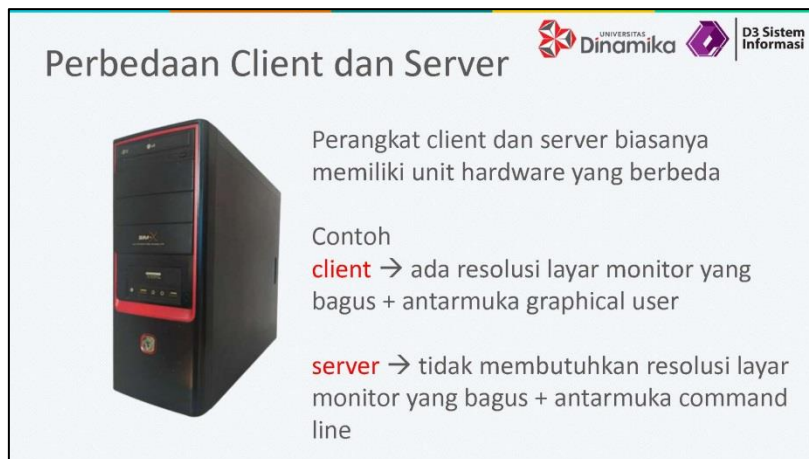 UNIVERSITAS
Dinamika
D3 Sistem
Informasi
Perbedaan Client dan Server
Perangkat client dan server biasanya
memiliki unit hardware yang berbeda
Contoh
client → ada resolusi layar monitor yang
bagus + antarmuka graphical user
server → tidak membutuhkan resolusi layar
monitor yang bagus + antarmuka command
line